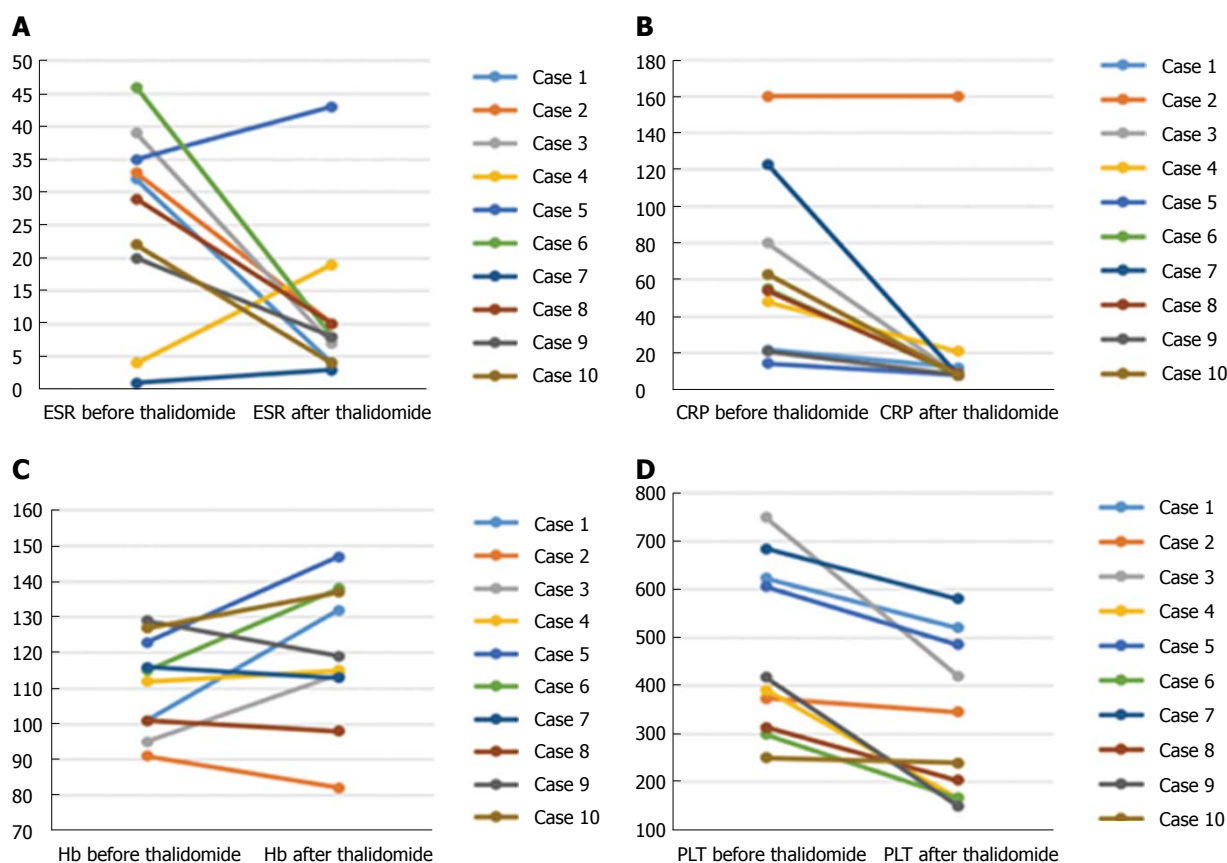 A
50
45
40
35
30
25
20
15
10
5
0
ESR before thalidomide ESR after thalidomide
Case 1
Case 2
Case 3
Case 4
Case 5
Case 6
Case 7
Case 8
Case 9
Case 10
B
180
160
140
120
100
80
60
40
20
0
CRP before thalidomide CRP after thalidomide
Case 1
Case 2
Case 3
Case 4
Case 5
Case 6
Case 7
Case 8
Case 9
Case 10
C
160
150
140
130
120
110
100
90
80
70
Hb before thalidomide Hb after thalidomide
Case 1
Case 2
Case 3
Case 4
Case 5
Case 6
Case 7
Case 8
Case 9
Case 10
D
800
700
600
500
400
300
200
100
PLT before thalidomide PLT after thalidomide
Case 1
Case 2
Case 3
Case 4
Case 5
Case 6
Case 7
Case 8
Case 9
Case 10